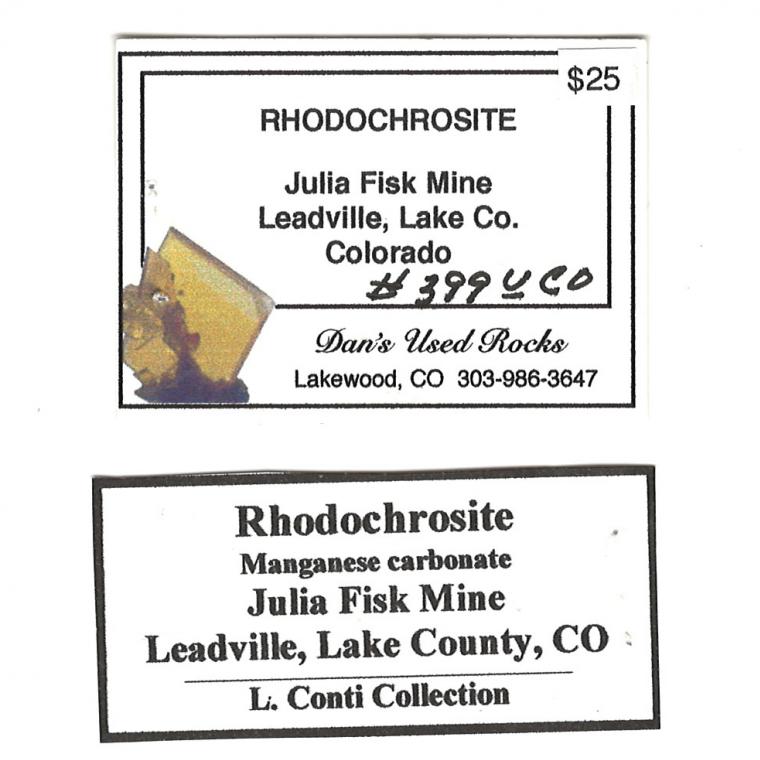 $25
RHODOCHROSITE
Julia Fisk Mine
Leadville, Lake Co.
Colorado
# 399 U CO
Dan's Used Rocks
Lakewood, CO 303-986-3647
Rhodochrosite
Manganese carbonate
Julia Fisk Mine
Leadville, Lake County, CO
L. Conti Collection